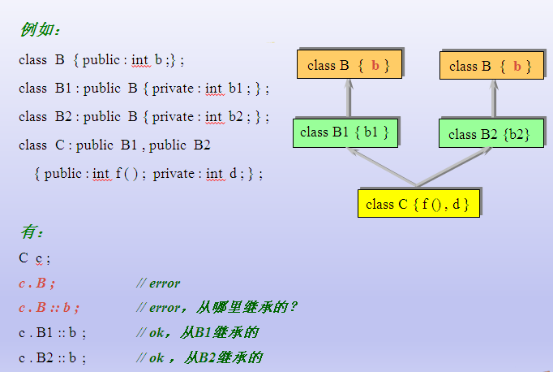 例如：
class B { public : int b ;} ;
class B1 : public B { private : int b1 ; } ;
class B2 : public B { private : int b2 ; } ;
class C : public B1 , public B2
{ public : int f ( ) ; private : int d ; } ;
class B { b }
class B { b }
class B1 { b1 }
class B2 {b2}
class C { f () , d }
有：
C c ;
c . B ; // error
c . B :: b ; // error，从哪里继承的？
c . B1 :: b ; // ok，从B1继承的
c . B2 :: b ; // ok ，从B2继承的